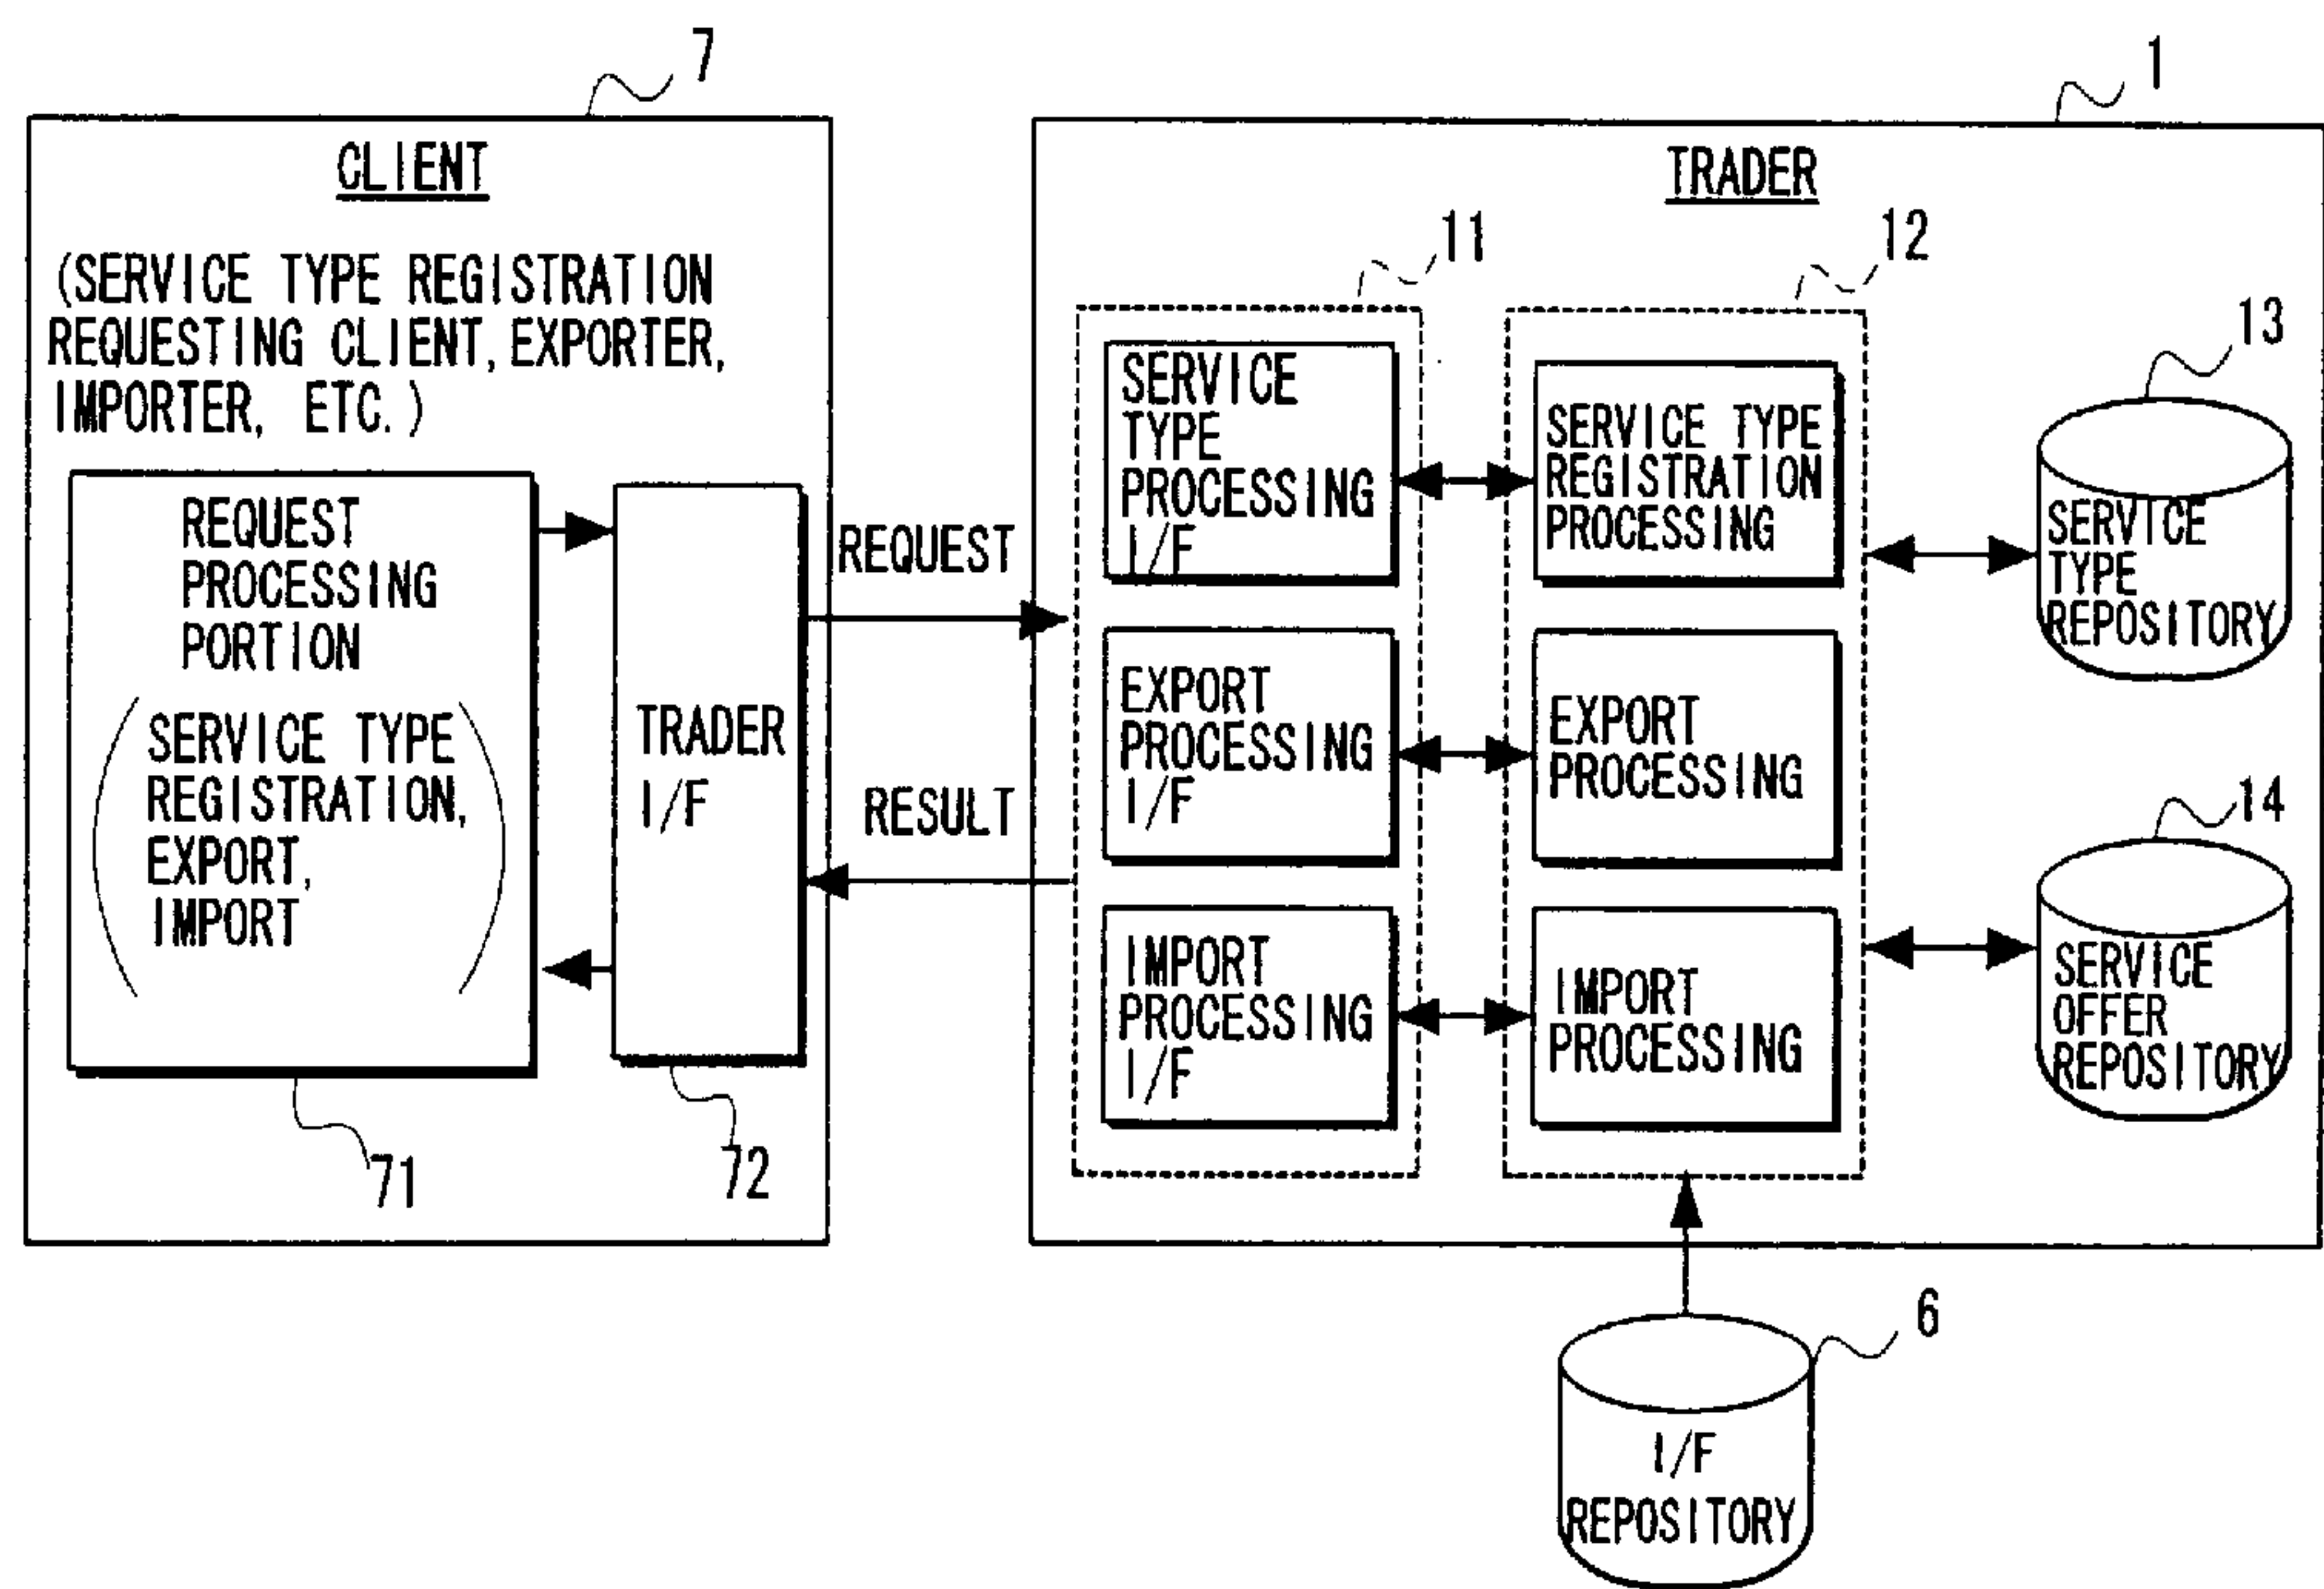 7
CLIENT
(SERVICE TYPE REGISTRATION
REQUESTING CLIENT, EXPORTER,
IMPORTER, ETC.)
REQUEST
PROCESSING
PORTION
SERVICE TYPE
REGISTRATION,
EXPORT,
IMPORT
71
TRADER
I/F
72
REQUEST
RESULT
1
TRADER
11
SERVICE
TYPE
PROCESSING
I/F
EXPORT
PROCESSING
I/F
IMPORT
PROCESSING
I/F
12
SERVICE TYPE
REGISTRATION
PROCESSING
EXPORT
PROCESSING
IMPORT
PROCESSING
13
SERVICE
TYPE
REPOSITORY
14
SERVICE
OFFER
REPOSITORY
6
I/F
REPOSITORY